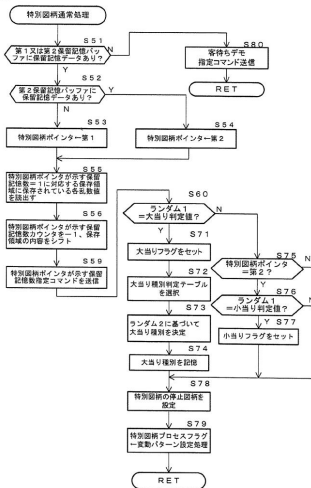 特別図柄通常処理
S51
第1又は第2保留記憶バッ
ファに保留記憶データあり?
N
Y
S80
客待ちデモ
指定コマンド送信
RET
S52
第2保留記憶バッファに
保留記憶データあり?
Y
N
S53
特別図柄ポインター第1
S54
特別図柄ポインター第2
S55
特別図柄ポインタが示す保留
記憶数=1に対応する保存領
域に保存されている各乱数値
を読出す
S56
特別図柄ポインタが示す保留記
憶数カウンタを−1、保存
領域の内容をシフト
S59
特別図柄ポインタが示す保留記
憶数指定コマンドを送信
S60
ランダム1
=大当り判定値?
N
Y
S71
大当りフラグをセット
S72
大当り種別判定テーブル
を選択
S73
ランダム2に基づいて
大当り種別を決定
S74
大当り種別を記憶
S75
特別図柄ポインタ
=第2?
N
Y
S76
ランダム1
=小当り判定値?
Y
S77
小当りフラグをセット
S78
特別図柄の停止図柄を
設定
S79
特別図柄プロセスフラグ
←変動パターン設定処理
RET